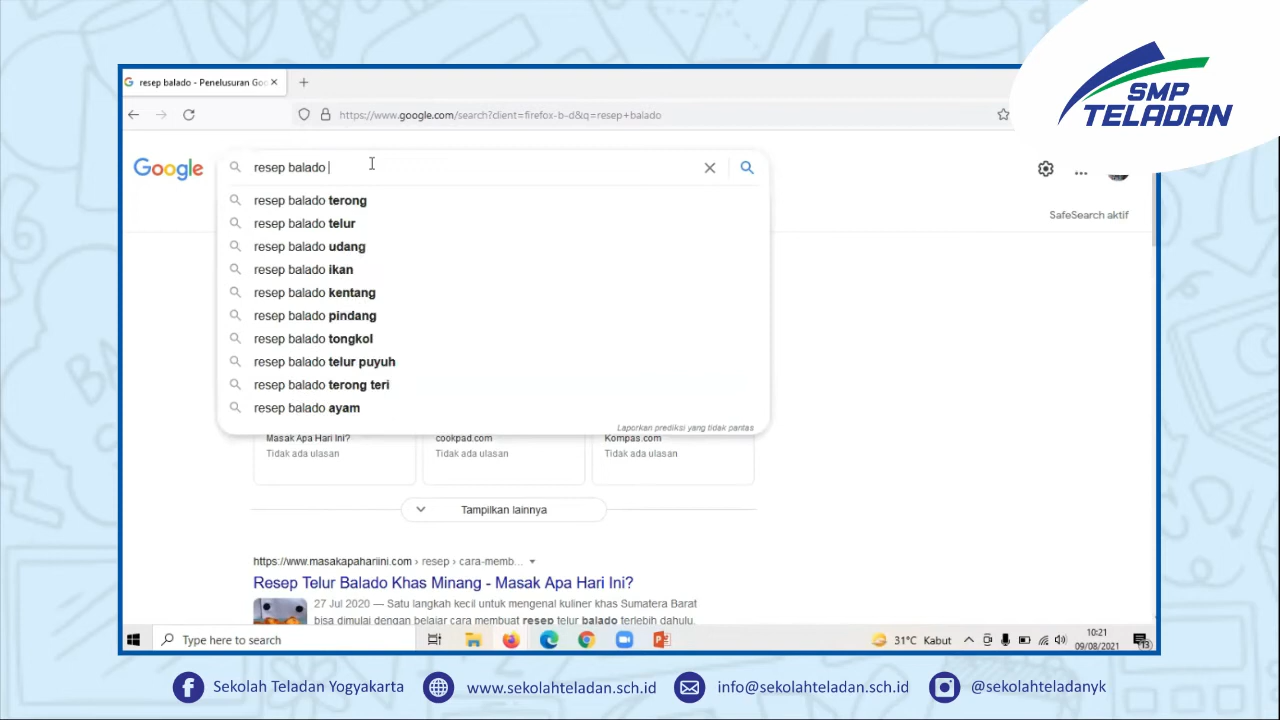 resep balado - Penelusuran Goo
https://www.google.com/search?client=firefox-b-d&q=resep+balado
SMP
TELADAN
Google
resep balado
SafeSearch aktif
resep balado terong
resep balado telur
resep balado udang
resep balado ikan
resep balado kentang
resep balado pindang
resep balado tongkol
resep balado telur puyuh
resep balado terong teri
resep balado ayam
Laporkan prediksi yang tidak pantas
Masak Apa Hari Ini?
Tidak ada ulasan
cookpad.com
Tidak ada ulasan
Kompas.com
Tidak ada ulasan
Tampilkan lainnya
https://www.masakapahariini.com › resep › cara-memb...
Resep Telur Balado Khas Minang - Masak Apa Hari Ini?
27 Jul 2020 — Satu langkah kecil untuk mengenal kuliner khas Sumatera Barat
bisa dimulai dengan belajar cara membuat resep telur balado terlebih dahulu.
Type here to search
31°C Kabut
10:21
09/08/2021
13
Sekolah Teladan Yogyakarta
www.sekolahteladan.sch.id
info@sekolahteladan.sch.id
@sekolahteladanyk